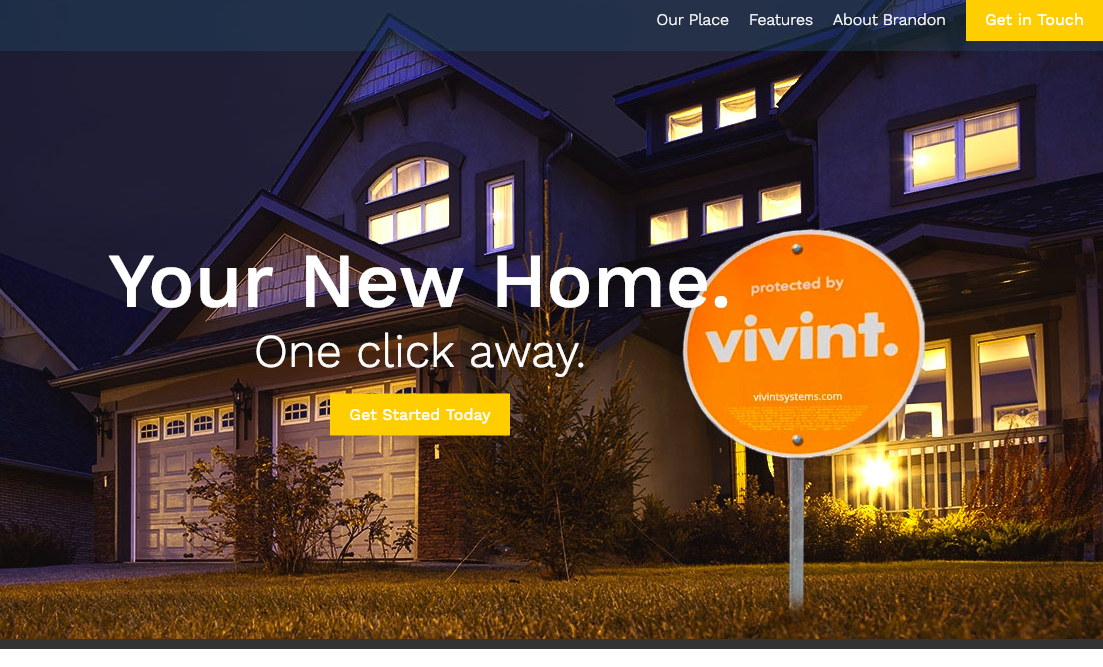 Our Place Features About Brandon Get in Touch
Your New Home.
One click away.
Get Started Today
protected by
vivint.
vivintsystems.com